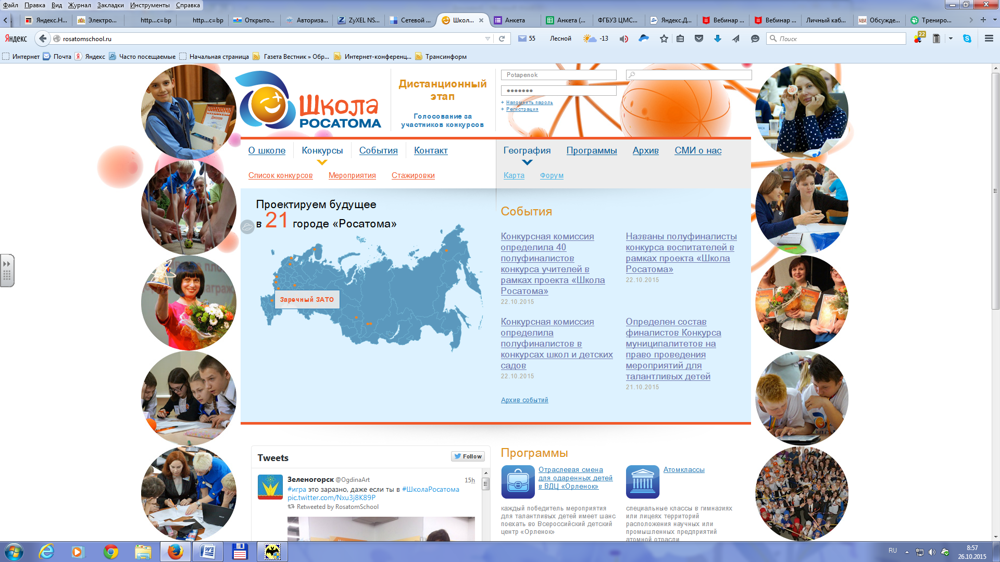 Файл Правка Вид Журнал Закладки Инструменты Справка
Яндекс.Н... Электро... http...c=bp http...c=bp Открыто... Авториза... ZyXEL NS... Сетевой ... Школ... Анкета Анкета (... ФГБУЗ ЦМС... Яндекс.Д... Вебинар ... Вебинар ... Личный каб... Обсужде... Трениро...
Яндекс rosatomschool.ru 55 Лесной -13 Поиск 22
Интернет Почта Яндекс Часто посещаемые Начальная страница Газета Вестник » Обр... Интернет-конференц... Трансинформ
Школа
РОСАТОМА
Дистанционный
этап
Голосование за
участников конкурсов
Potapenok
•••••••
Напомнить пароль
Регистрация
О школе Конкурсы События Контакт
География Программы Архив СМИ о нас
Список конкурсов Мероприятия Стажировки
Карта Форум
Проектируем будущее
в 21 городе «Росатома»
Заречный ЗАТО
События
Конкурсная комиссия
определила 40
полуфиналистов
конкурса учителей в
рамках проекта «Школа
Росатома»
22.10.2015
Названы полуфиналисты
конкурса воспитателей в
рамках проекта «Школа
Росатома»
22.10.2015
Конкурсная комиссия
определила
полуфиналистов в
конкурсах школ и детских
садов
22.10.2015
Определен состав
финалистов Конкурса
муниципалитетов на
право проведения
мероприятий для
талантливых детей
21.10.2015
Архив событий
Tweets
Follow
Зеленогорск @OgdinaArt 15h
#игра это заразно, даже если ты в #ШколаРосатома
pic.twitter.com/Nxu3j8K89P
Retweeted by RosatomSchool
Программы
Отраслевая смена
для одаренных детей
в ВДЦ «Орленок»
каждый победитель мероприятия
для талантливых детей имеет шанс
поехать во Всероссийский детский
центр «Орленок»
Атомклассы
специальные классы в гимназиях
или лицеях территорий
расположения научных или
промышленных предприятий
атомной отрасли
RU
8:57
26.10.2015